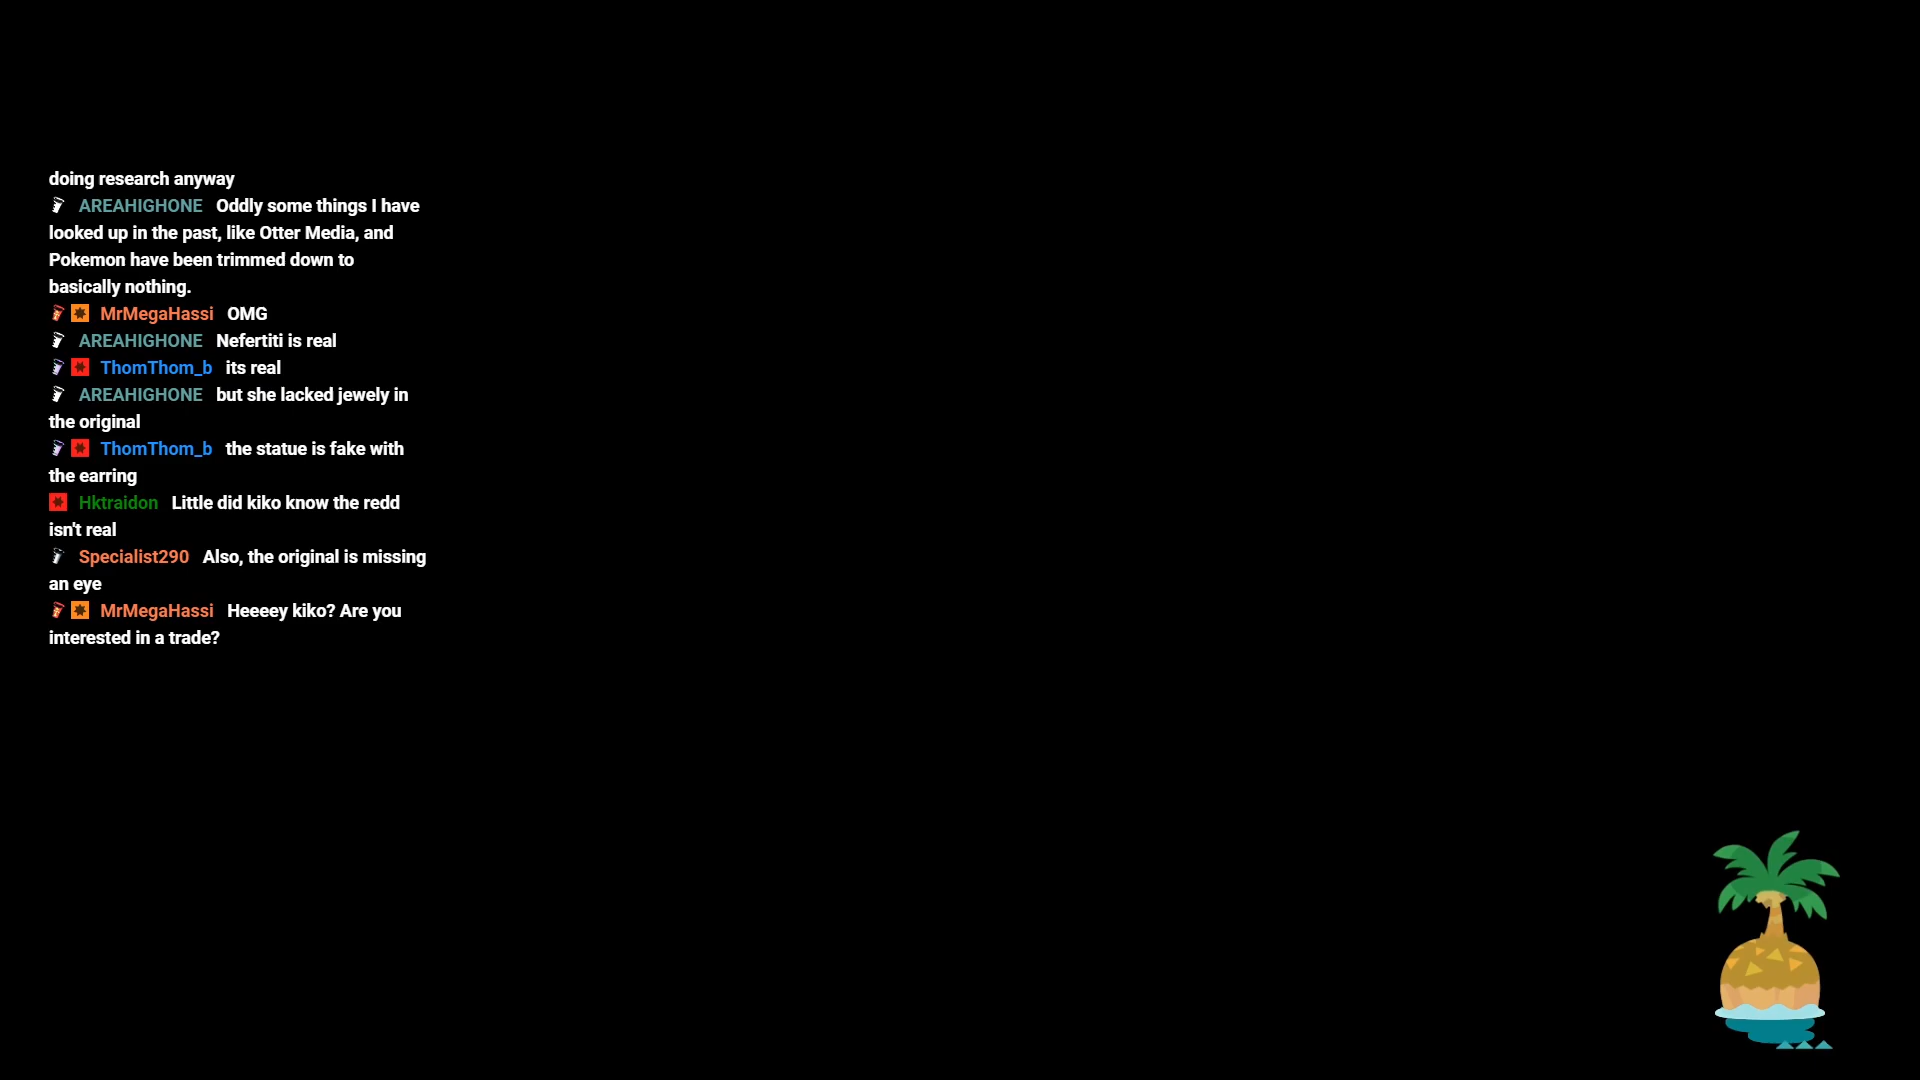 doing research anyway
AREAHIGHONE Oddly some things I have
looked up in the past, like Otter Media, and
Pokemon have been trimmed down to
basically nothing.
MrMegaHassi OMG
AREAHIGHONE Nefertiti is real
ThomThom_b its real
AREAHIGHONE but she lacked jewely in
the original
ThomThom_b the statue is fake with
the earring
Hktraidon Little did kiko know the redd
isn't real
Specialist290 Also, the original is missing
an eye
MrMegaHassi Heeeey kiko? Are you
interested in a trade?